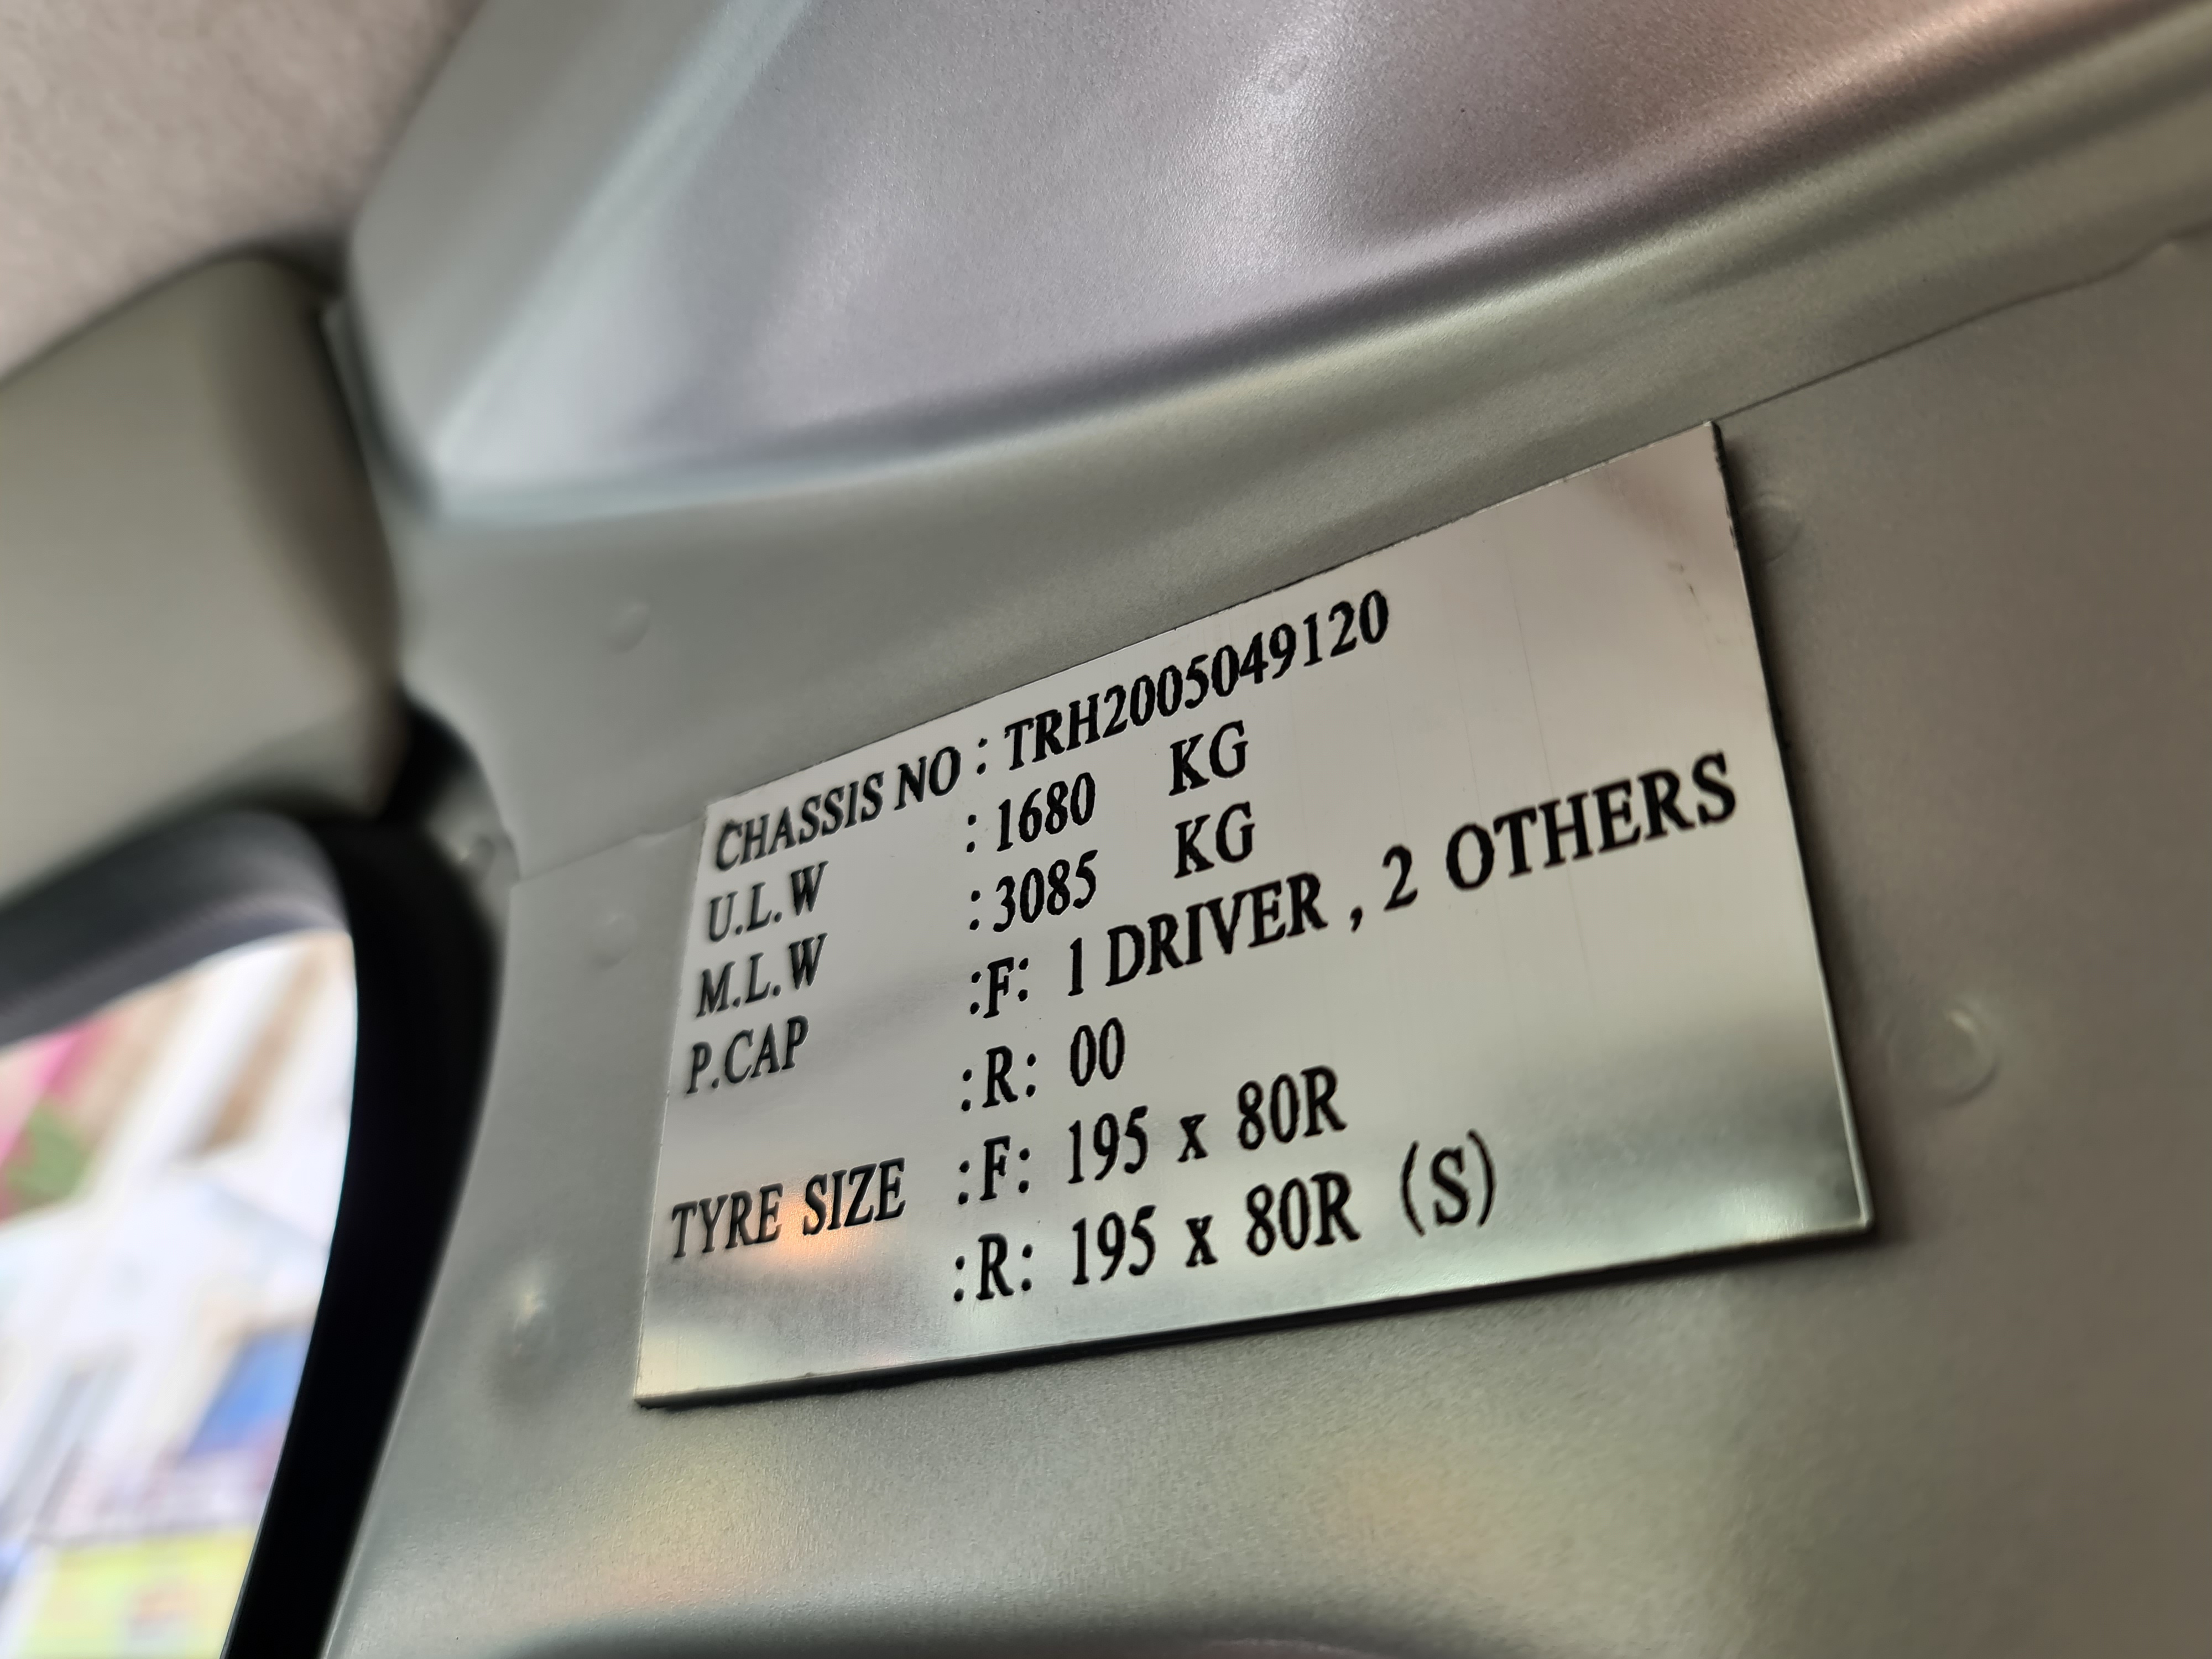 CHASSIS NO : TRH2005049120
U.L.W : 1680 KG
M.L.W : 3085 KG
P.CAP :F: 1 DRIVER , 2 OTHERS
:R: 00
TYRE SIZE :F: 195 x 80R
:R: 195 x 80R (S)